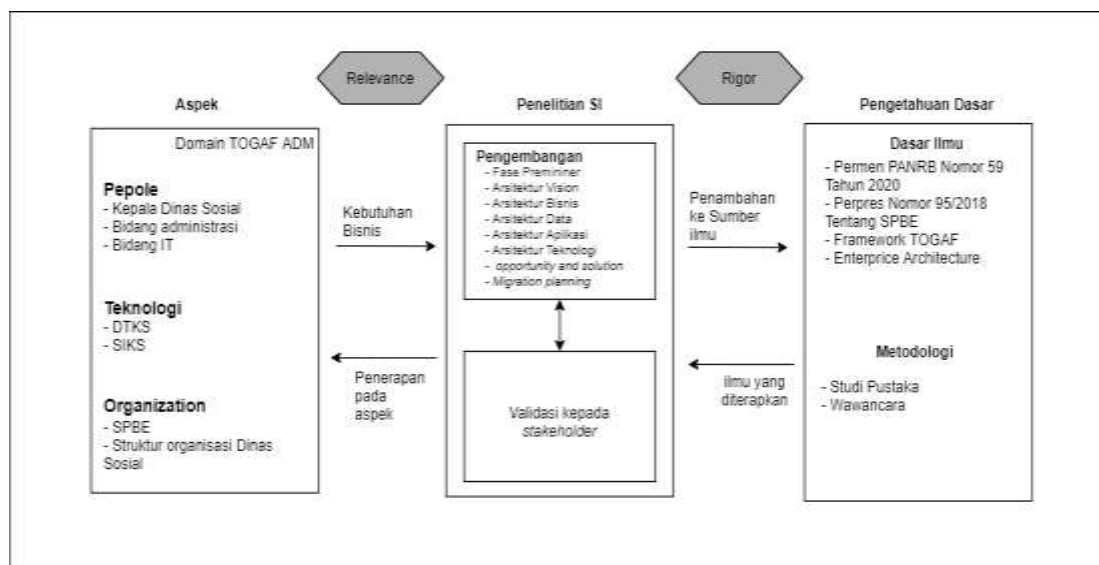 Relevance
Rigor
Aspek
Penelitian SI
Pengetahuan Dasar
Domain TOGAF ADM
Pepole
- Kepala Dinas Sosial
- Bidang administrasi
- Bidang IT
Teknologi
- DTKS
- SIKS
Organization
- SPBE
- Struktur organisasi Dinas
Sosial
Kebutuhan
Bisnis
Penerapan
pada
aspek
Pengembangan
- Fase Premininer
- Arsitektur Vision
- Arsitektur Bisnis
- Arsitektur Data
- Arsitektur Aplikasi
- Arsitektur Teknologi
- opportunity and solution
- Migration planning
Validasi kepada
stakeholder
Penambahan
ke Sumber
ilmu
ilmu yang
diterapkan
Dasar Ilmu
- Permen PANRB Nomor 59
Tahun 2020
- Perpres Nomor 95/2018
Tentang SPBE
- Framework TOGAF
- Enterprice Architecture
Metodologi
- Studi Pustaka
- Wawancara